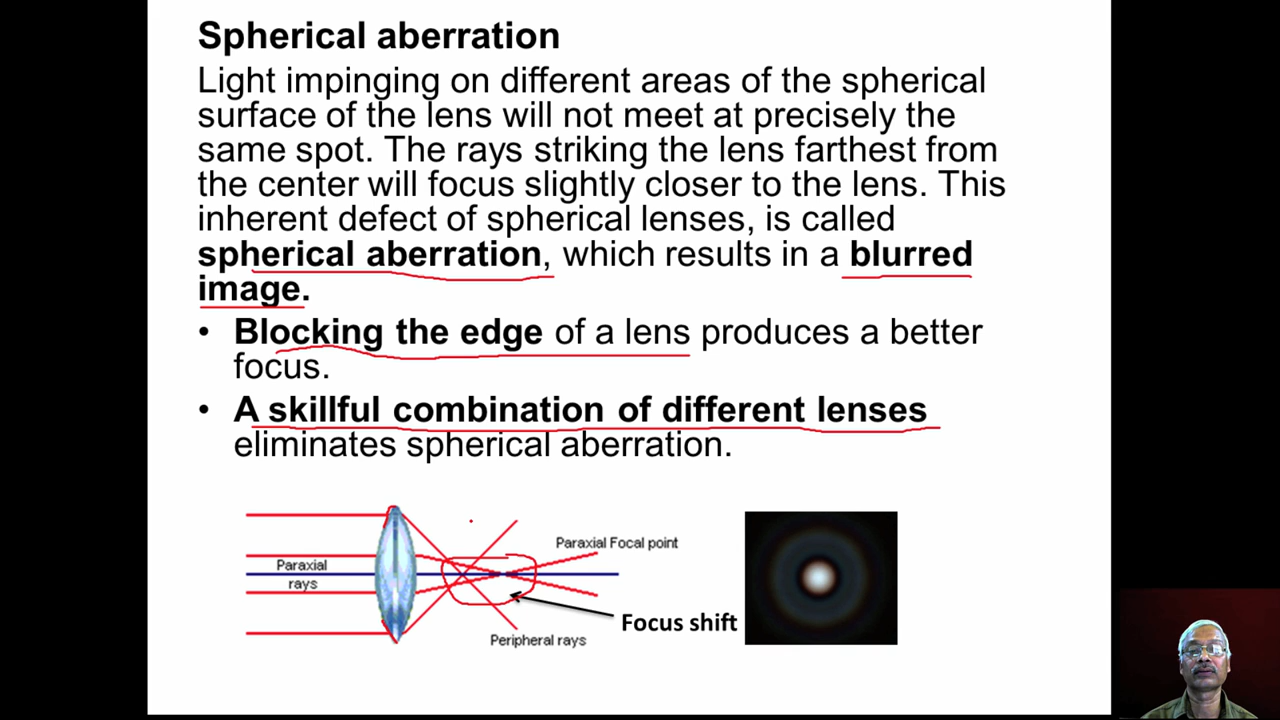 Spherical aberration
Light impinging on different areas of the spherical
surface of the lens will not meet at precisely the
same spot. The rays striking the lens farthest from
the center will focus slightly closer to the lens. This
inherent defect of spherical lenses, is called
spherical aberration, which results in a blurred
image.
• Blocking the edge of a lens produces a better
focus.
• A skillful combination of different lenses
eliminates spherical aberration.
Paraxial
rays
Paraxial Focal point
Focus shift
Peripheral rays